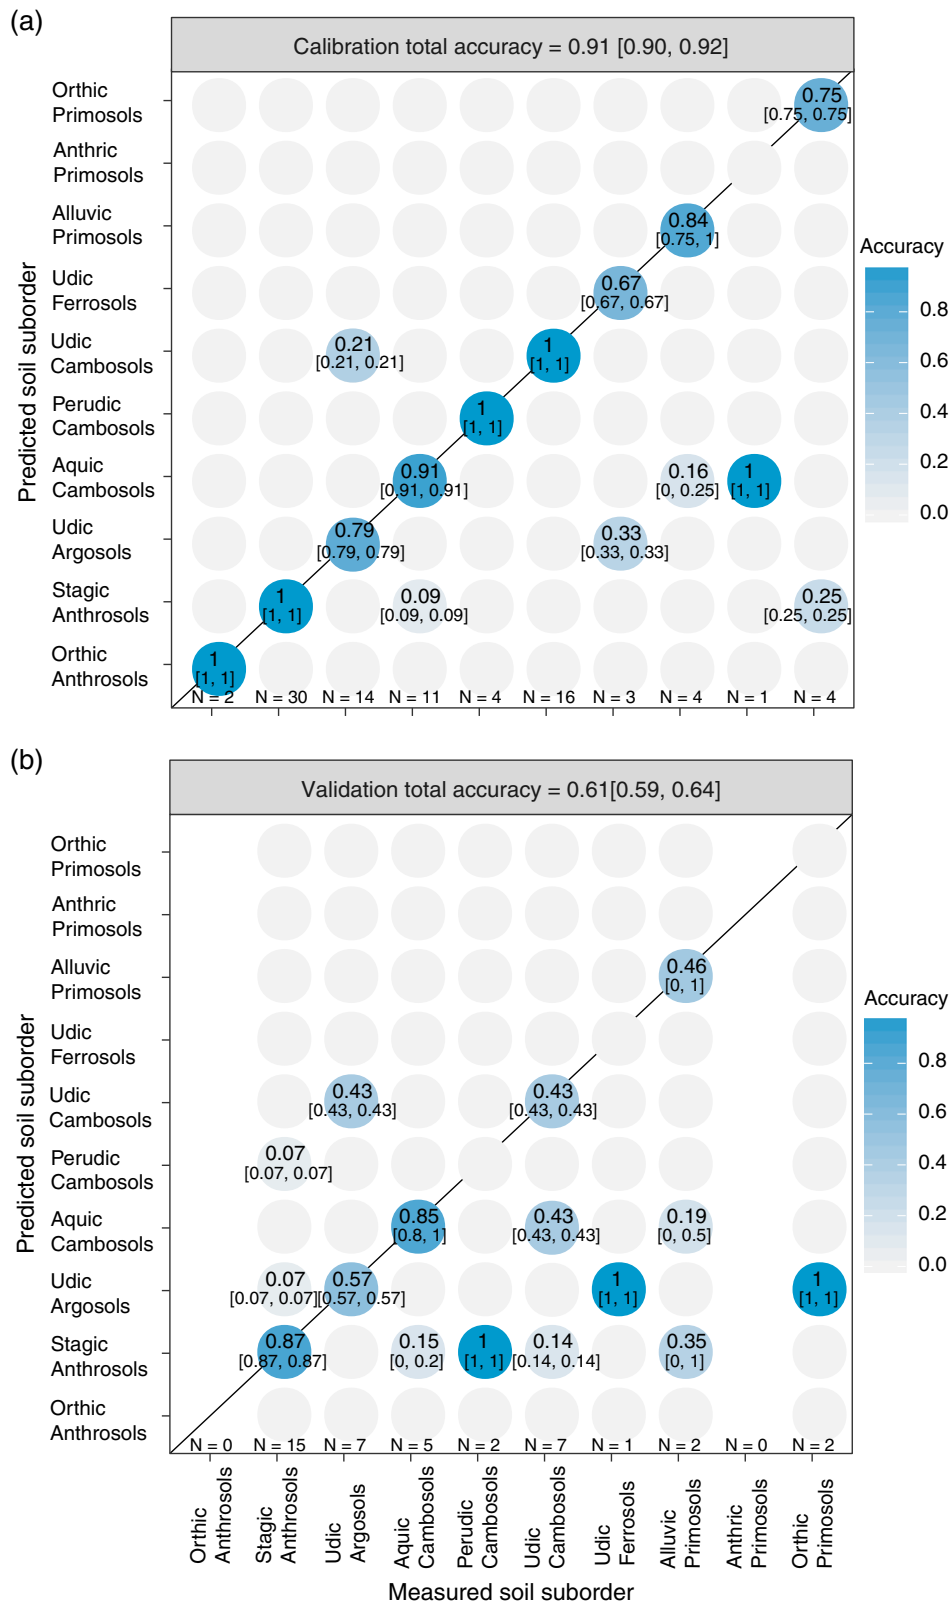 (a)
Calibration total accuracy = 0.91 [0.90, 0.92]
Predicted soil suborder
Orthic
Primosols
0.75
[0.75, 0.75]
Anthric
Primosols
Alluvic
Primosols
0.84
[0.75, 1]
Udic
Ferrosols
0.67
[0.67, 0.67]
Udic
Cambosols
0.21
[0.21, 0.21]
1
[1, 1]
Perudic
Cambosols
1
[1, 1]
Aquic
Cambosols
0.91
[0.91, 0.91]
0.16
[0, 0.25]
1
[1, 1]
Udic
Argosols
0.79
[0.79, 0.79]
0.33
[0.33, 0.33]
Stagic
Anthrosols
1
[1, 1]
0.09
[0.09, 0.09]
0.25
[0.25, 0.25]
Orthic
Anthrosols
1
[1, 1]
N = 2 N = 30 N = 14 N = 11 N = 4 N = 16 N = 3 N = 4 N = 1 N = 4
Accuracy
0.8
0.6
0.4
0.2
0.0
(b)
Validation total accuracy = 0.61[0.59, 0.64]
Predicted soil suborder
Orthic
Primosols
Anthric
Primosols
Alluvic
Primosols
0.46
[0, 1]
Udic
Ferrosols
Udic
Cambosols
0.43
[0.43, 0.43]
0.43
[0.43, 0.43]
Perudic
Cambosols
0.07
[0.07, 0.07]
Aquic
Cambosols
0.85
[0.8, 1]
0.43
[0.43, 0.43]
0.19
[0, 0.5]
Udic
Argosols
0.07
[0.07, 0.07]
0.57
[0.57, 0.57]
1
[1, 1]
1
[1, 1]
Stagic
Anthrosols
0.87
[0.87, 0.87]
0.15
[0, 0.2]
1
[1, 1]
0.14
[0.14, 0.14]
0.35
[0, 1]
Orthic
Anthrosols
N = 0 N = 15 N = 7 N = 5 N = 2 N = 7 N = 1 N = 2 N = 0 N = 2
Accuracy
0.8
0.6
0.4
0.2
0.0
Orthic
Anthrosols
Stagic
Anthrosols
Udic
Argosols
Aquic
Cambosols
Perudic
Cambosols
Udic
Cambosols
Udic
Ferrosols
Alluvic
Primosols
Anthric
Primosols
Orthic
Primosols
Measured soil suborder